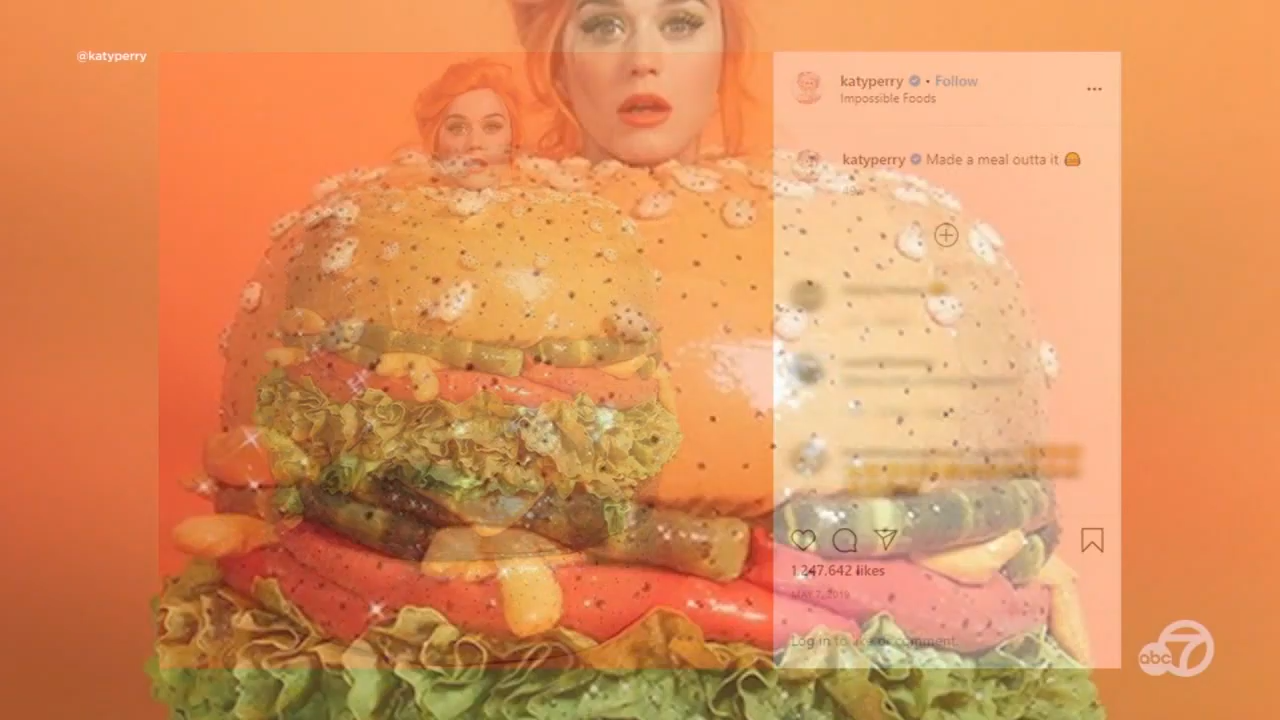 @katyperry
katyperry • Follow
Impossible Foods
katyperry Made a meal outta it 🍔
49w
1,247,642 likes
MAY 7, 2019
Log in to like or comment.
abc 7